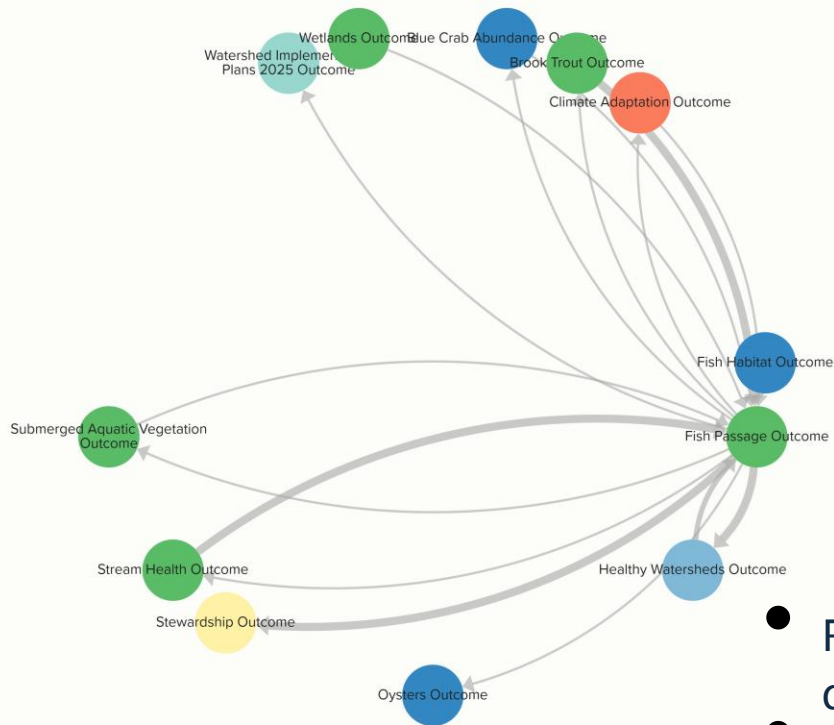 Wetlands Outcome
Blue Crab Abundance Outcome
Watershed Implemen
Plans 2025 Outcome
Brook Trout Outcome
Climate Adaptation Outcome
Fish Habitat Outcome
Submerged Aquatic Vegetation
Outcome
Fish Passage Outcome
Stream Health Outcome
Healthy Watersheds Outcome
Stewardship Outcome
Oysters Outcome